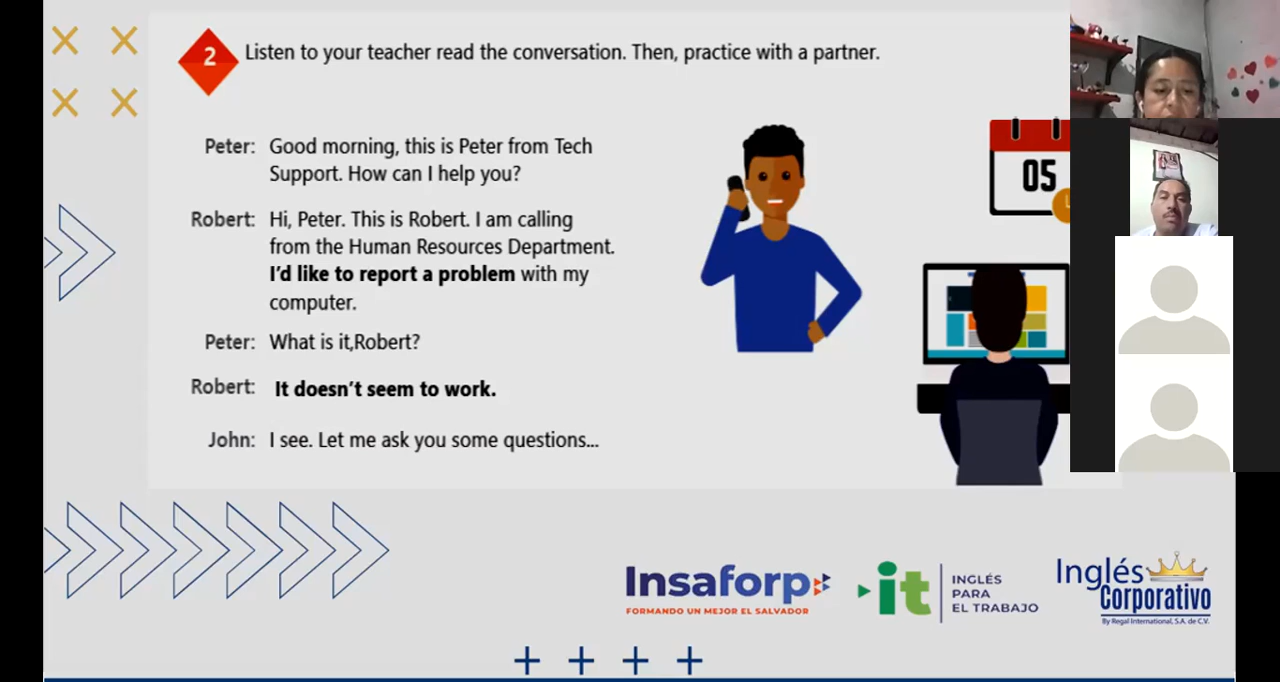 2
Listen to your teacher read the conversation. Then, practice with a partner.
Peter: Good morning, this is Peter from Tech
Support. How can I help you?
Robert: Hi, Peter. This is Robert. I am calling
from the Human Resources Department.
I'd like to report a problem with my
computer.
Peter: What is it,Robert?
Robert: It doesn't seem to work.
John: I see. Let me ask you some questions...
05
Insaforp
FORMANDO UN MEJOR EL SALVADOR
it
INGLÉS
PARA
EL TRABAJO
Inglés
Corporativo
By Regal International, S.A. de C.V.